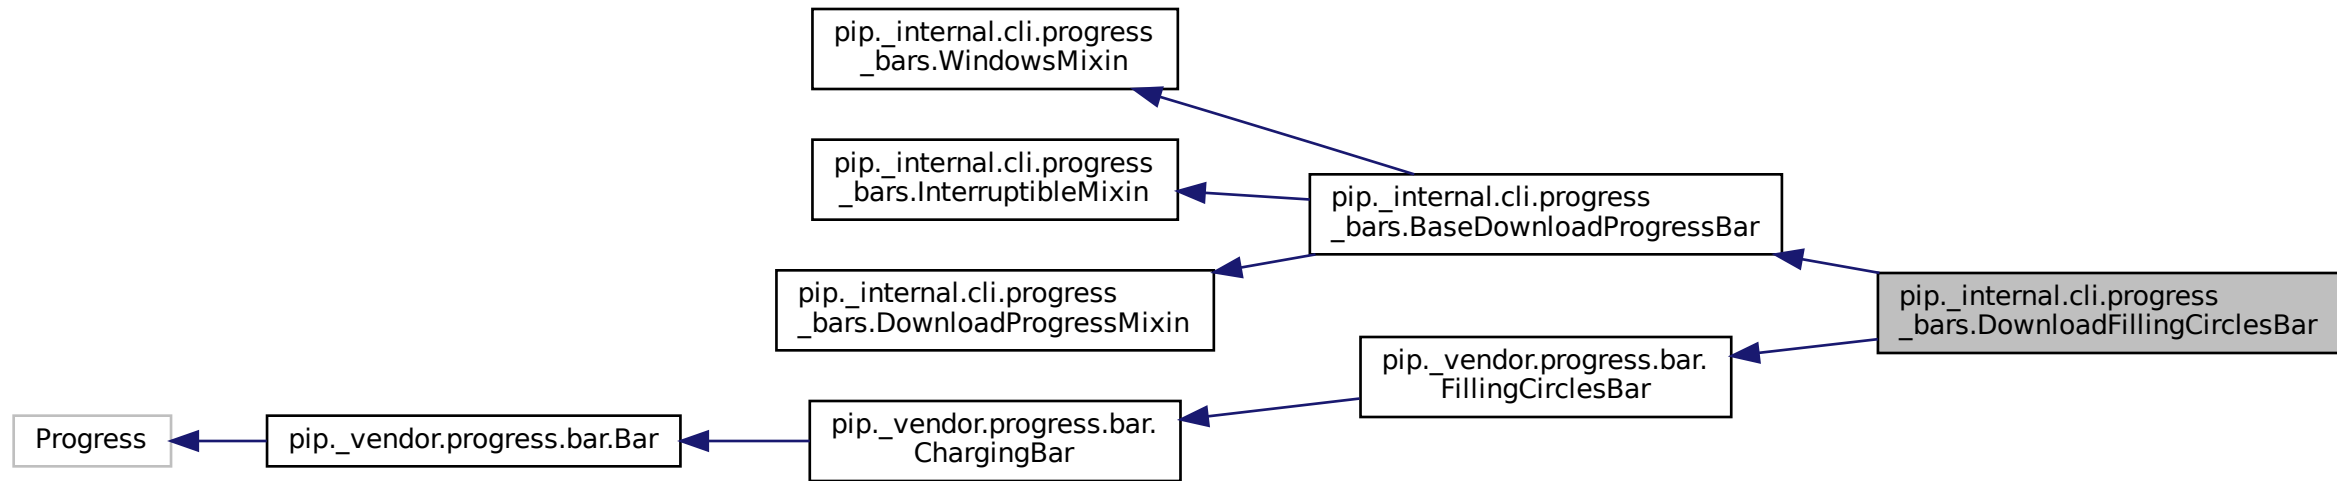 pip._internal.cli.progress
_bars.WindowsMixin
pip._internal.cli.progress
_bars.InterruptibleMixin
pip._internal.cli.progress
_bars.BaseDownloadProgressBar
pip._internal.cli.progress
_bars.DownloadProgressMixin
pip._internal.cli.progress
_bars.DownloadFillingCirclesBar
pip._vendor.progress.bar.
FillingCirclesBar
Progress
pip._vendor.progress.bar.Bar
pip._vendor.progress.bar.
ChargingBar